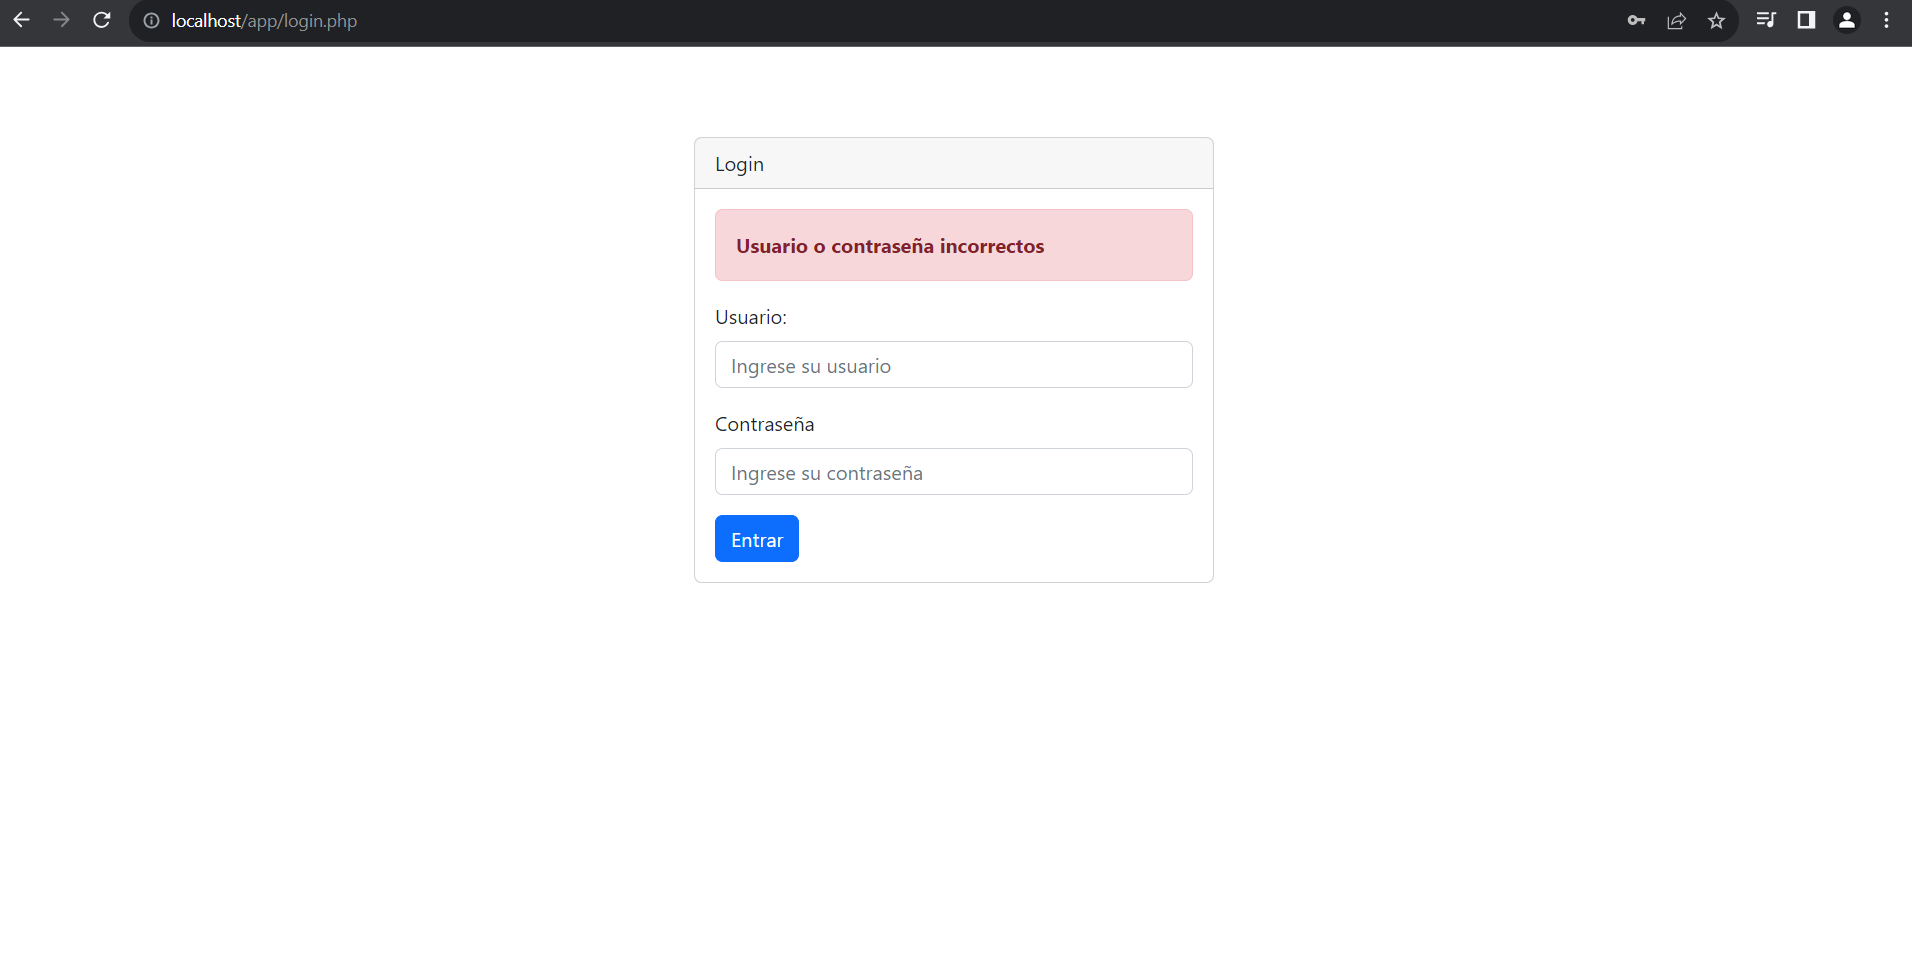 localhost/app/login.php
Login
Usuario o contraseña incorrectos
Usuario:
Ingrese su usuario
Contraseña
Ingrese su contraseña
Entrar